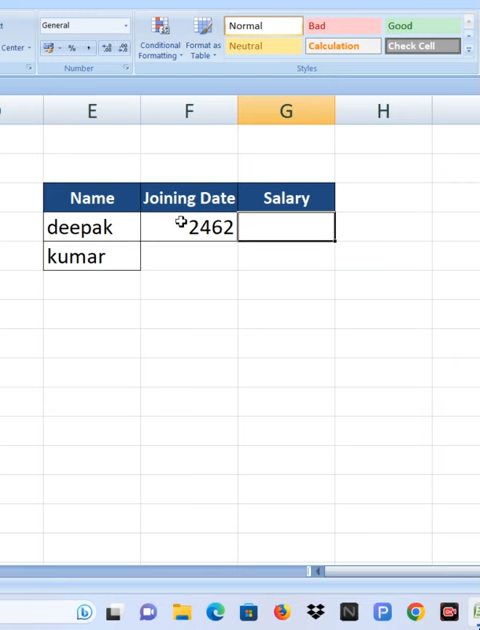 General
Center
%
Number
Conditional
Formatting
Format as
Table
Normal
Bad
Good
Neutral
Calculation
Check Cell
Styles
E F G H
Name Joining Date Salary
deepak 2462
kumar